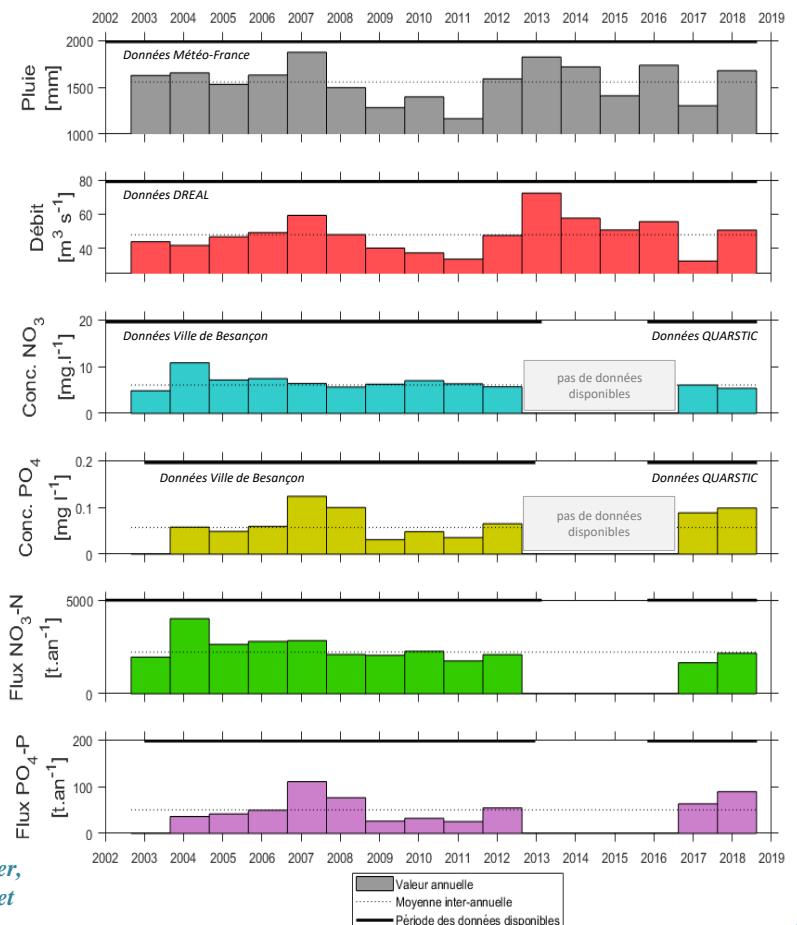 2002 2003 2004 2005 2006 2007 2008 2009 2010 2011 2012 2013 2014 2015 2016 2017 2018 2019
Pluie
[mm]
2000
1500
1000
Données Météo-France
Débit
[m³ s⁻¹]
80
60
40
Données DREAL
Conc. NO₃
[mg.l⁻¹]
20
10
0
Données Ville de Besançon
Données QUARSTIC
pas de données
disponibles
Conc. PO₄
[mg l⁻¹]
0.2
0.1
0
Données Ville de Besançon
Données QUARSTIC
pas de données
disponibles
Flux NO₃-N
[t.an⁻¹]
5000
0
Flux PO₄-P
[t.an⁻¹]
200
100
0
2002 2003 2004 2005 2006 2007 2008 2009 2010 2011 2012 2013 2014 2015 2016 2017 2018 2019
er,
et
Valeur annuelle
Moyenne inter-annuelle
Période des données disponibles